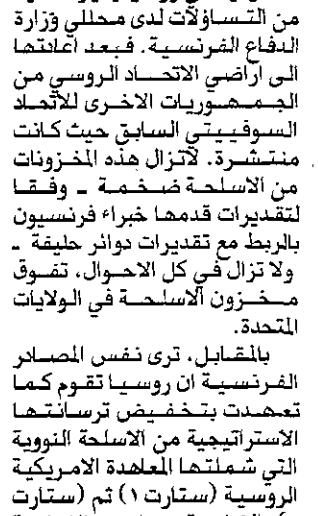 من التساؤلات لدى محللي وزارة
الدفاع الفرنسية. فبعد اعادتها
الى اراضي الاتحاد الروسي من
الجمهوريات الاخرى للاتحاد
السوفييتي السابق حيث كانت
منتشرة. لاتزال هذه المخزونات
من الاسلحة ضخمة ـ وفقا
لتقديرات قدمها خبراء فرنسيون
بالربط مع تقديرات دوائر حليفة ـ
ولا تزال في كل الاحوال، تفوق
مخزون الاسلحة في الولايات
المتحدة.
بالمقابل، ترى نفس المصادر
الفرنسية ان روسيا تقوم كما
تعهدت بتخفيض ترسانتها
الاستراتيجية من الاسلحة النووية
التي شملتها المعاهدة الامريكية
الروسية (ستارت ١) ثم (ستارت